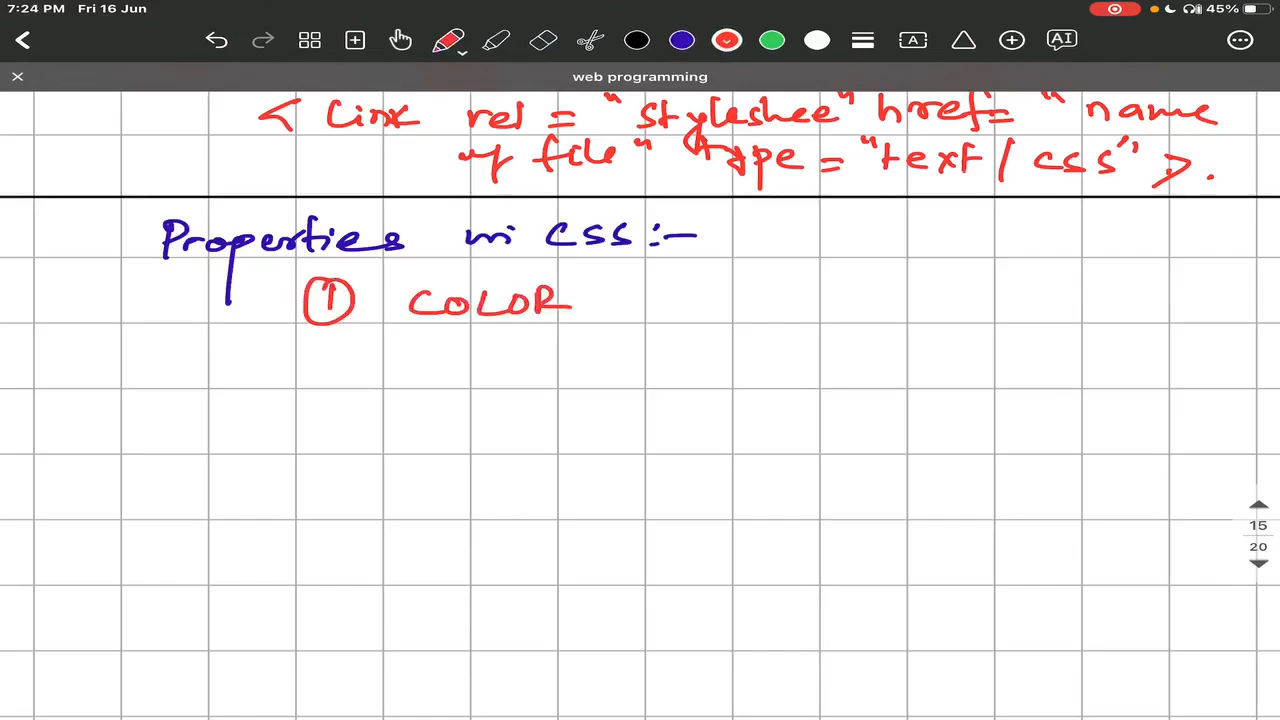 7:24 PM Fri 16 Jun
45%
A
AI
web programming
< Link rel = "styleshee" href = "name
of file" type = "text / css" >.
Properties in CSS :-
① COLOR
15
20